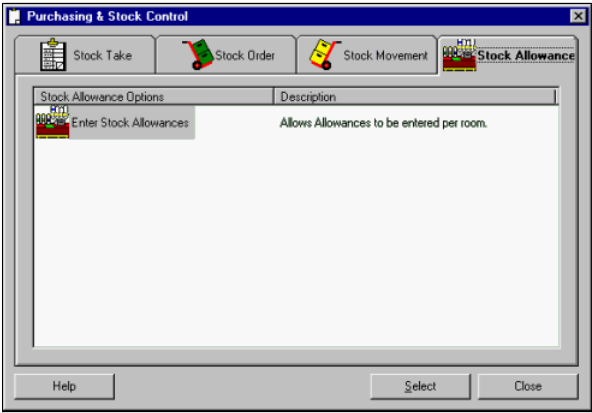 Purchasing & Stock Control
Stock Take Stock Order Stock Movement Stock Allowance
Stock Allowance Options Description
Enter Stock Allowances Allows Allowances to be entered per room.
Help Select Close